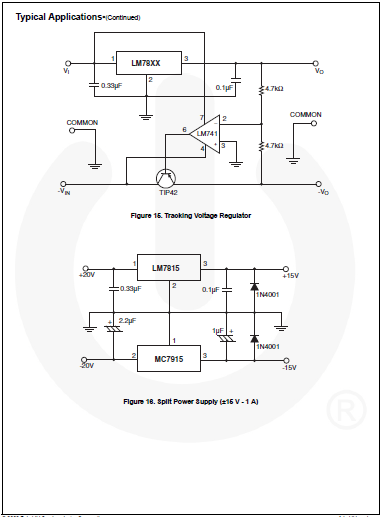 Typical Applications•(Continued)
VI
1
LM78XX
3
VO
2
0.33μF
0.1μF
4.7kΩ
COMMON
COMMON
7
2
−
6
LM741
+
3
4
4.7kΩ
-VIN
TIP42
-VO
Figure 15. Tracking Voltage Regulator
+20V
1
LM7815
3
+15V
2
0.33μF
0.1μF
1N4001
+
2.2μF
1μF
+
1N4001
1
-20V
2
MC7915
3
-15V
Figure 16. Split Power Supply (±15 V - 1 A)
®